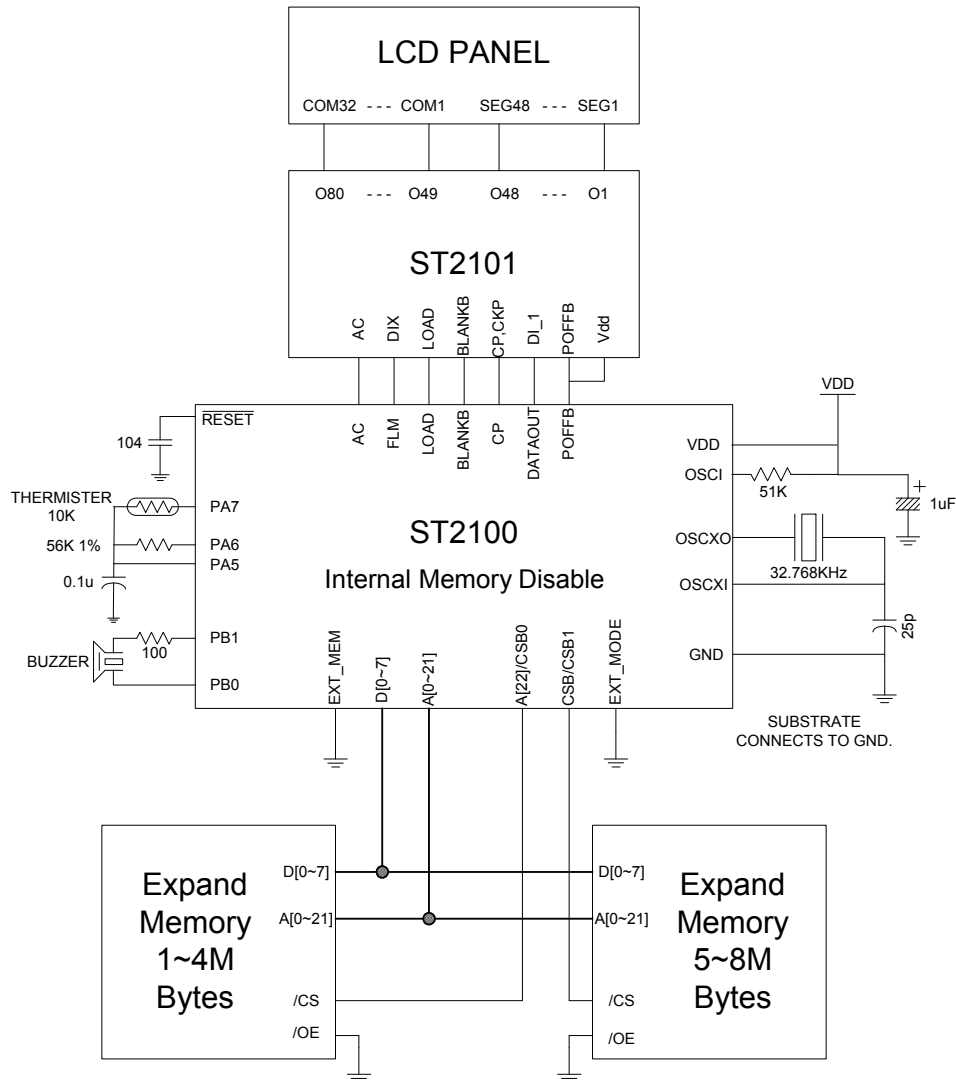 LCD PANEL
COM32 - - - COM1 SEG48 - - - SEG1
O80 - - - O49 O48 - - - O1
ST2101
AC DIX LOAD BLANKB CP,CKP DI_1 POFFB Vdd
AC FLM LOAD BLANKB CP DATAOUT POFFB
VDD
RESET
104
VDD
OSCI
51K
+
1uF
THERMISTER
10K
PA7
56K 1%
PA6
PA5
0.1u
ST2100
Internal Memory Disable
OSCXO
32.768KHz
OSCXI
25p
BUZZER
100
PB1
PB0
GND
EXT_MEM D[0~7] A[0~21] A[22]/CSB0 CSB/CSB1 EXT_MODE
SUBSTRATE
CONNECTS TO GND.
Expand
Memory
1~4M
Bytes
D[0~7]
A[0~21]
/CS
/OE
D[0~7]
A[0~21]
/CS
/OE
Expand
Memory
5~8M
Bytes